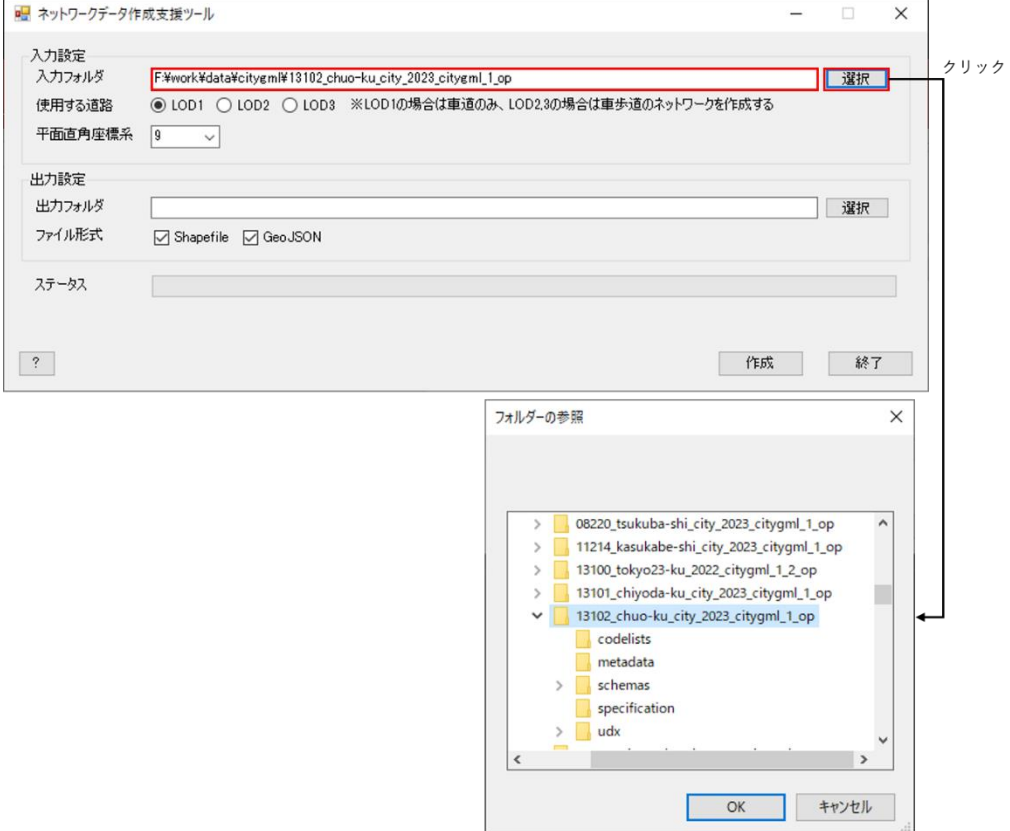 ネットワークデータ作成支援ツール
入力設定
入力フォルダ F:¥work¥data¥citygml¥13102_chuo-ku_city_2023_citygml_1_op 選択
クリック
使用する道路 LOD1 LOD2 LOD3 ※LOD1の場合は車道のみ、LOD2,3の場合は車歩道のネットワークを作成する
平面直角座標系 9
出力設定
出力フォルダ 選択
ファイル形式 Shapefile GeoJSON
ステータス
? 作成 終了
フォルダーの参照
08220_tsukuba-shi_city_2023_citygml_1_op
11214_kasukabe-shi_city_2023_citygml_1_op
13100_tokyo23-ku_2022_citygml_1_2_op
13101_chiyoda-ku_city_2023_citygml_1_op
13102_chuo-ku_city_2023_citygml_1_op
codelists
metadata
schemas
specification
udx
OK キャンセル